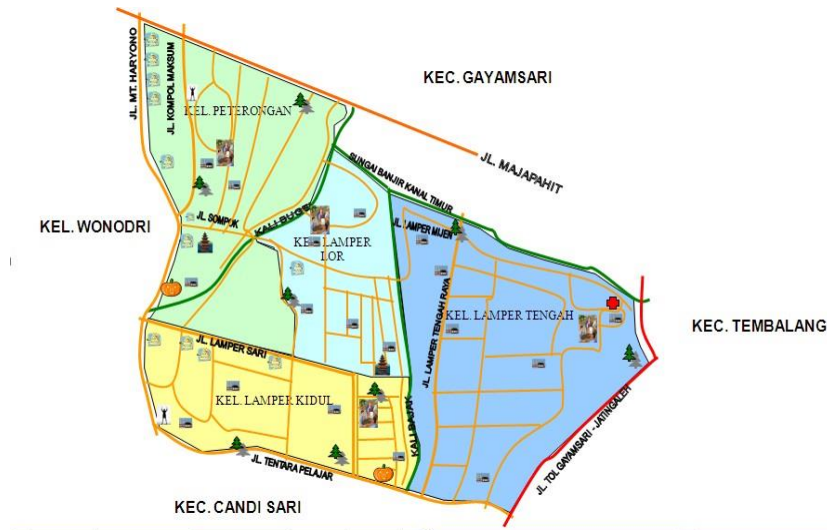 KEC. GAYAMSARI
JL. MT. HARYONO
JL. KOMPOL MAKSUM
KEL. PETERONGAN
JL. MAJAPAHIT
SUNGAI BANJIR KANAL TIMUR
KEL. WONODRI
JL. SOMPOK
KALI BUGEL
JL. LAMPER MIJEN
KEL. LAMPER
LOR
JL. LAMPER TENGAH RAYA
KEL. LAMPER TENGAH
KEC. TEMBALANG
JL. LAMPER SARI
KEL. LAMPER KIDUL
KALI BAJAK
JL. TOL GAYAMSARI - JATINGALEH
JL. TENTARA PELAJAR
KEC. CANDI SARI